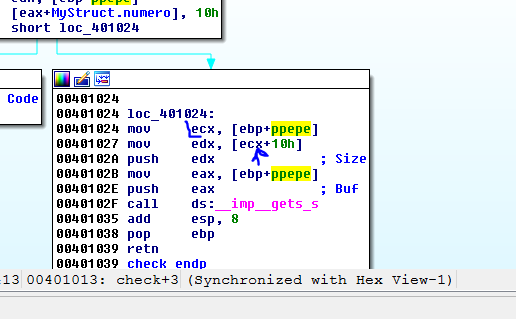 [eax+MyStruct.numero], 10h
short loc_401024
Code
00401024
00401024 loc_401024:
00401024 mov ecx, [ebp+ppepe]
00401027 mov edx, [ecx+10h]
0040102A push edx ; Size
0040102B mov eax, [ebp+ppepe]
0040102E push eax ; Buf
0040102F call ds:__imp__gets_s
00401035 add esp, 8
00401038 pop ebp
00401039 retn
00401039 check endp
13 00401013: check+3 (Synchronized with Hex View-1)